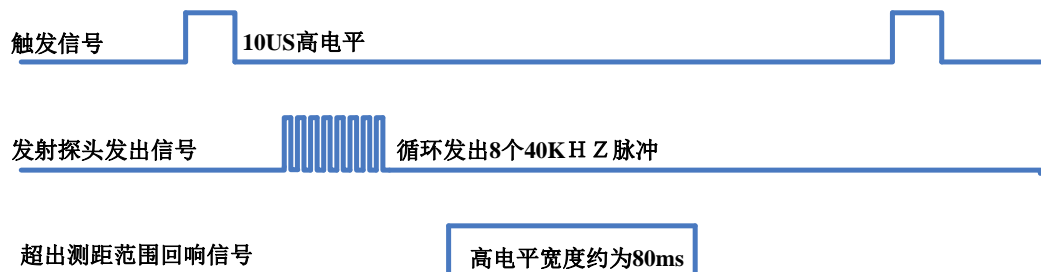 触发信号
10US高电平
发射探头发出信号
循环发出8个40KＨＺ脉冲
超出测距范围回响信号
高电平宽度约为80ms